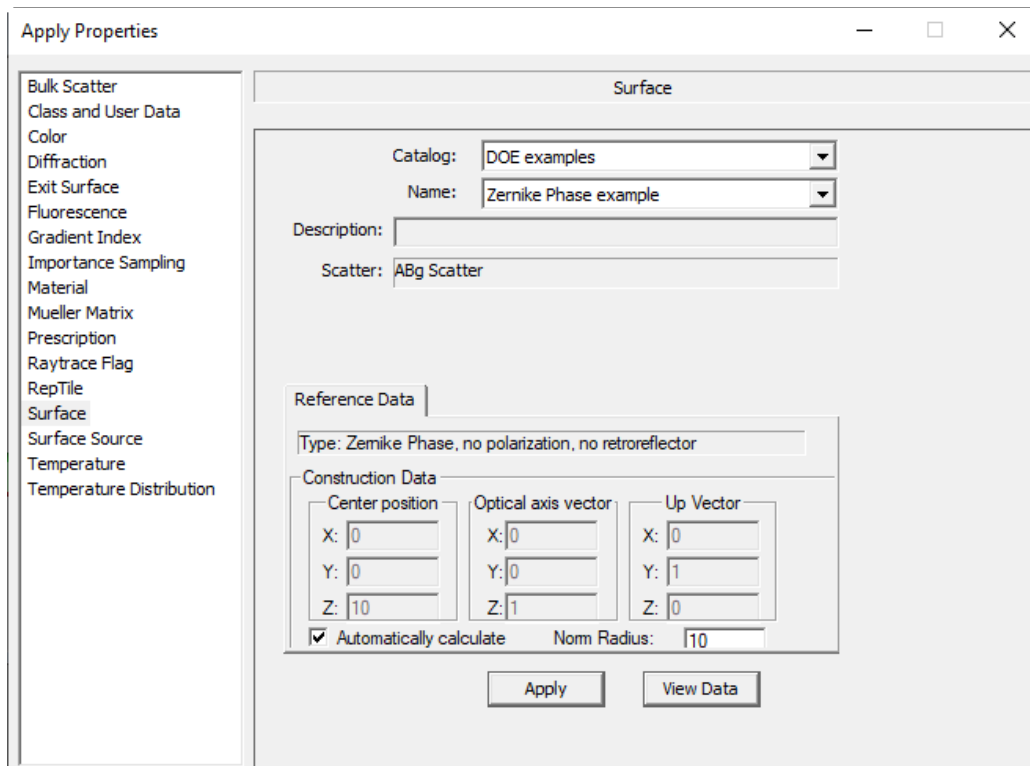 Apply Properties
Bulk Scatter
Class and User Data
Color
Diffraction
Exit Surface
Fluorescence
Gradient Index
Importance Sampling
Material
Mueller Matrix
Prescription
Raytrace Flag
RepTile
Surface
Surface Source
Temperature
Temperature Distribution
Surface
Catalog: DOE examples
Name: Zernike Phase example
Description:
Scatter: ABg Scatter
Reference Data
Type: Zernike Phase, no polarization, no retroreflector
Construction Data
Center position Optical axis vector Up Vector
X: 0 X: 0 X: 0
Y: 0 Y: 0 Y: 1
Z: 10 Z: 1 Z: 0
Automatically calculate Norm Radius: 10
Apply View Data